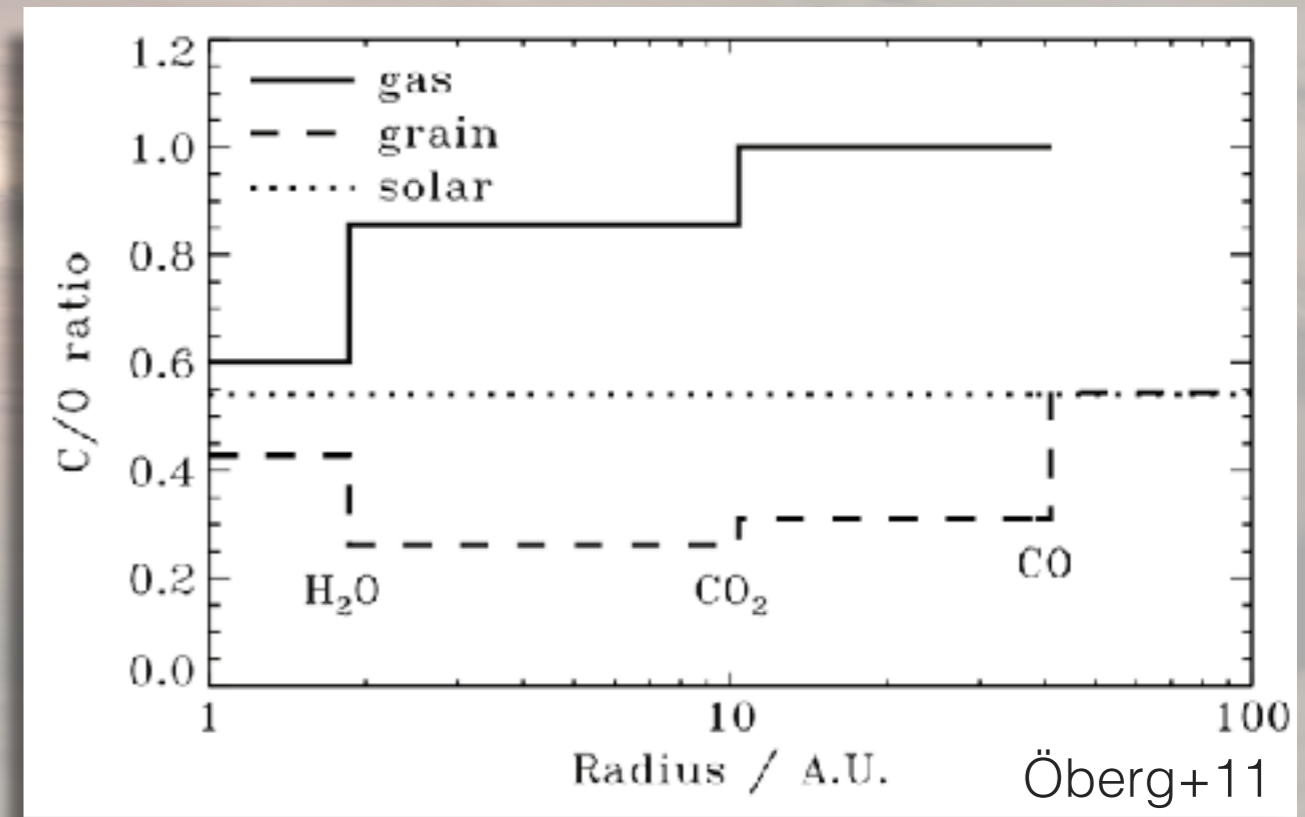 1.2
gas
grain
1.0
solar
0.8
C/O ratio
0.6
0.4
H₂O
CO₂
CO
0.2
0.0
1
10
100
Radius / A.U.
Öberg+11